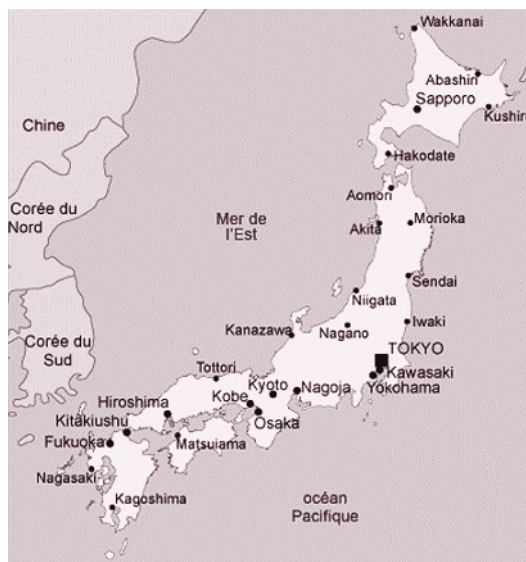 Wakkanai
Abashiri
Sapporo
Kushiru
Chine
Hakodate
Aomori
Corée du
Nord
Mer de
l'Est
Akita
Morioka
Sendai
Niigata
Kanazawa
Nagano
Iwaki
Corée du
Sud
TOKYO
Tottori
Kawasaki
Kyoto
Nagoja
Yokohama
Kobe
Hiroshima
Osaka
Kitakiushu
Fukuoka
Matsuiama
Nagasaki
Kagoshima
océan
Pacifique